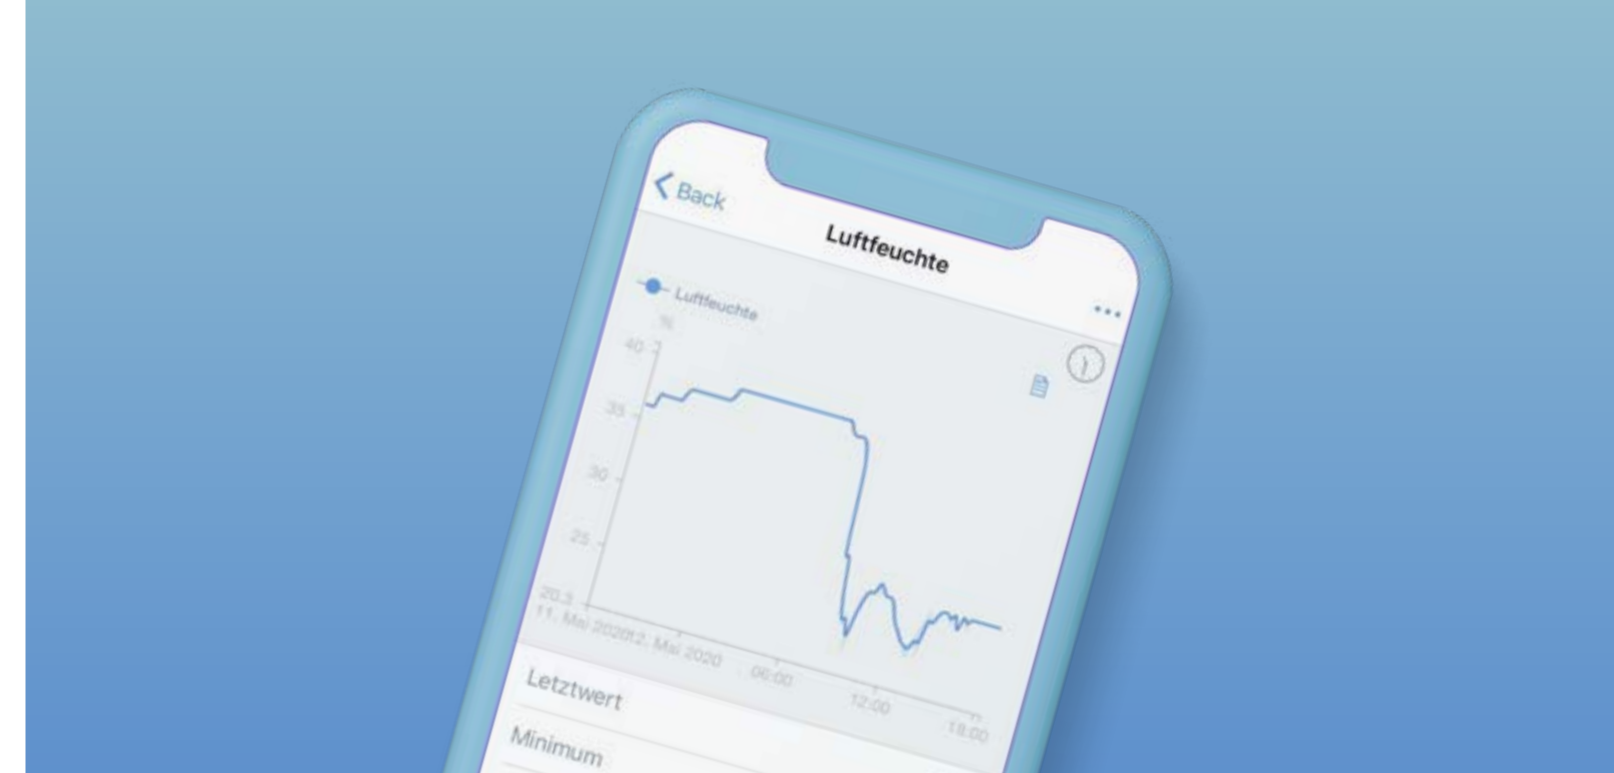 Back
Luftfeuchte
Luftfeuchte
%
40
35
30
25
20.3
11. Mai 2020
12. Mai 2020
06:00
12:00
18:00
Letztwert
Minimum